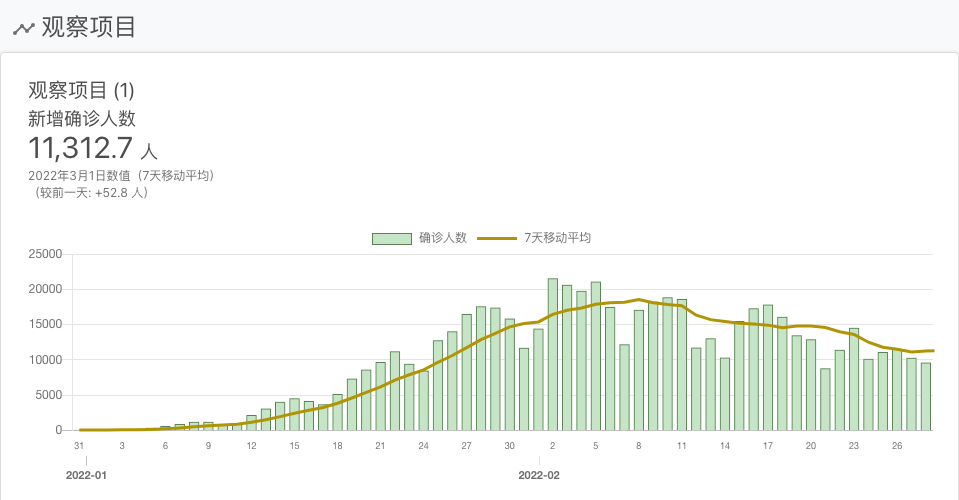 观察项目
观察项目 (1)
新增确诊人数
11,312.7 人
2022年3月1日数值（7天移动平均）
（较前一天: +52.8 人）
确诊人数 7天移动平均
25000
20000
15000
10000
5000
0
31 3 6 9 12 15 18 21 24 27 30 2 5 8 11 14 17 20 23 26
2022-01 2022-02